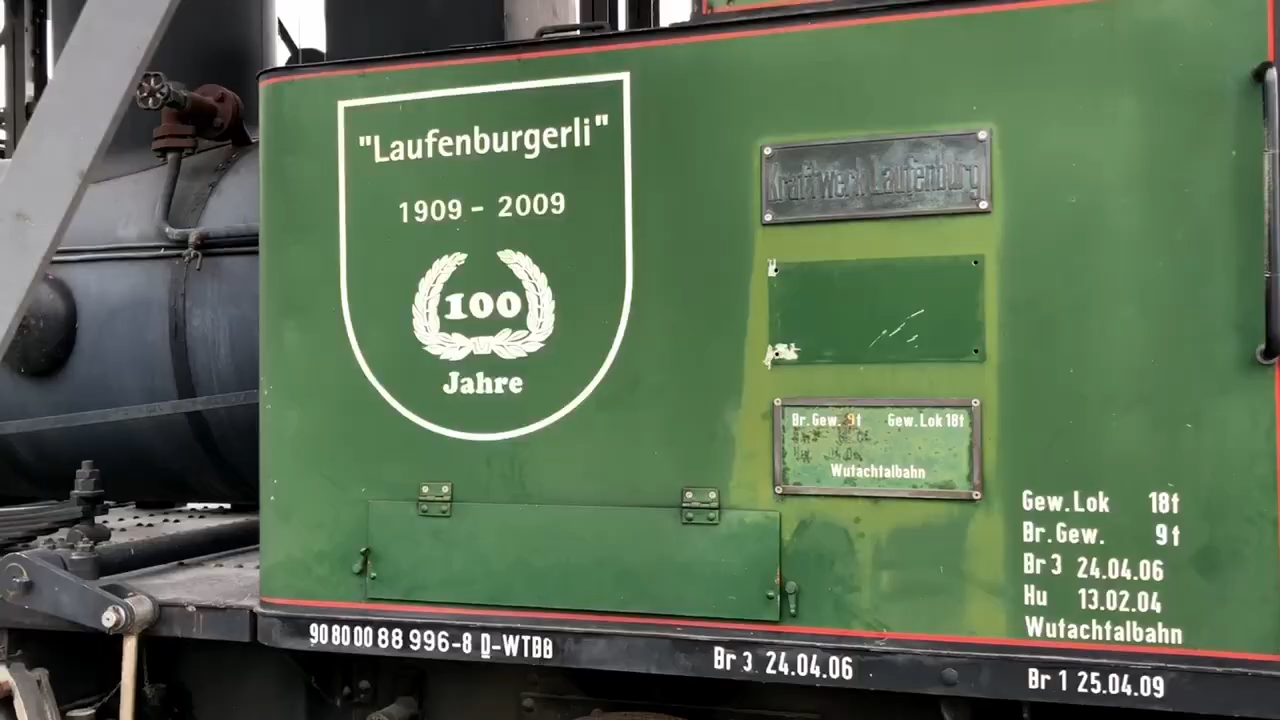 "Laufenburgerli"
1909 - 2009
100
Jahre
Kraftwerk Laufenburg
Br. Gew. 9t Gew. Lok 18t
Wutachtalbahn
Gew. Lok 18t
Br. Gew. 9t
Br 3 24.04.06
Hu 13.02.04
Wutachtalbahn
90 80 00 88 996-8 D-WTBB
Br 3 24.04.06
Br 1 25.04.09